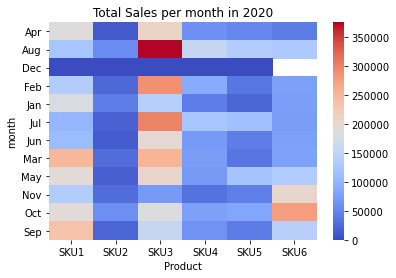 Total Sales per month in 2020
month
Apr
Aug
Dec
Feb
Jan
Jul
Jun
Mar
May
Nov
Oct
Sep
SKU1 SKU2 SKU3 SKU4 SKU5 SKU6
Product
350000
300000
250000
200000
150000
100000
50000
0